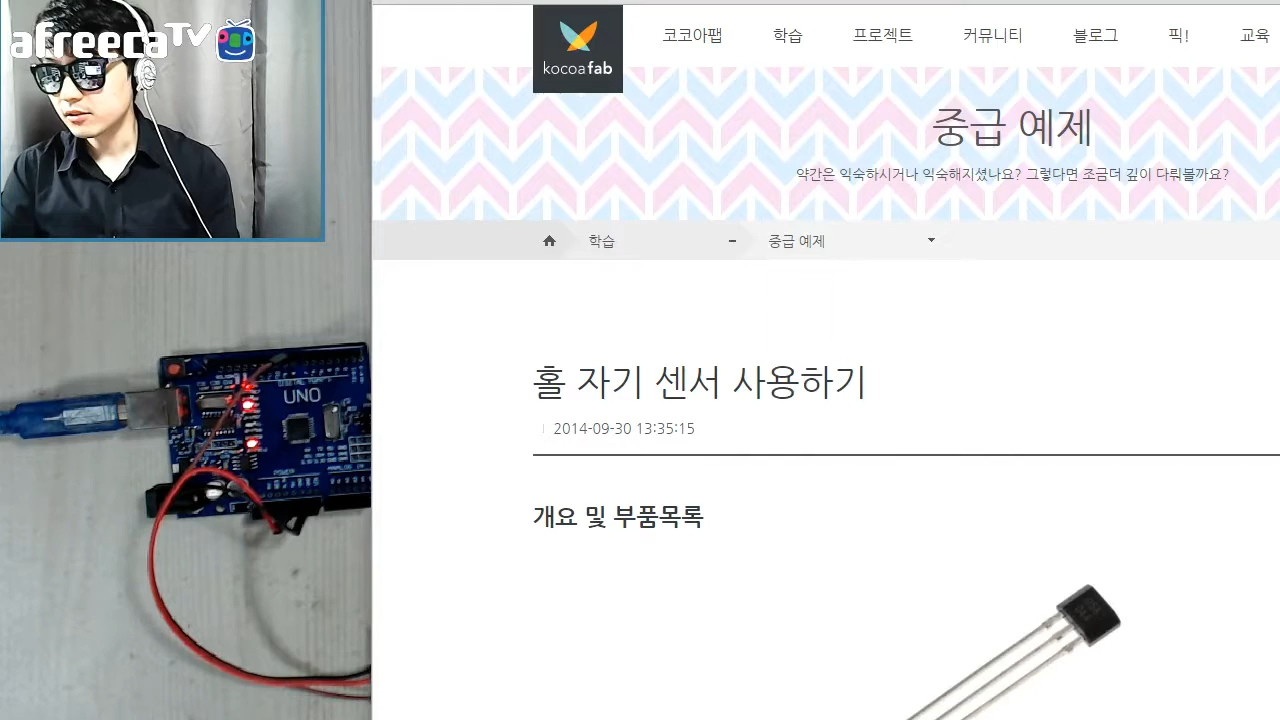 afreecaTV
kocoafab
코코아팹 학습 프로젝트 커뮤니티 블로그 픽! 교육
중급 예제
약간은 익숙하시거나 익숙해지셨나요? 그렇다면 조금더 깊이 다뤄볼까요?
학습 중급 예제
홀 자기 센서 사용하기
2014-09-30 13:35:15
개요 및 부품목록
UNO
POWER